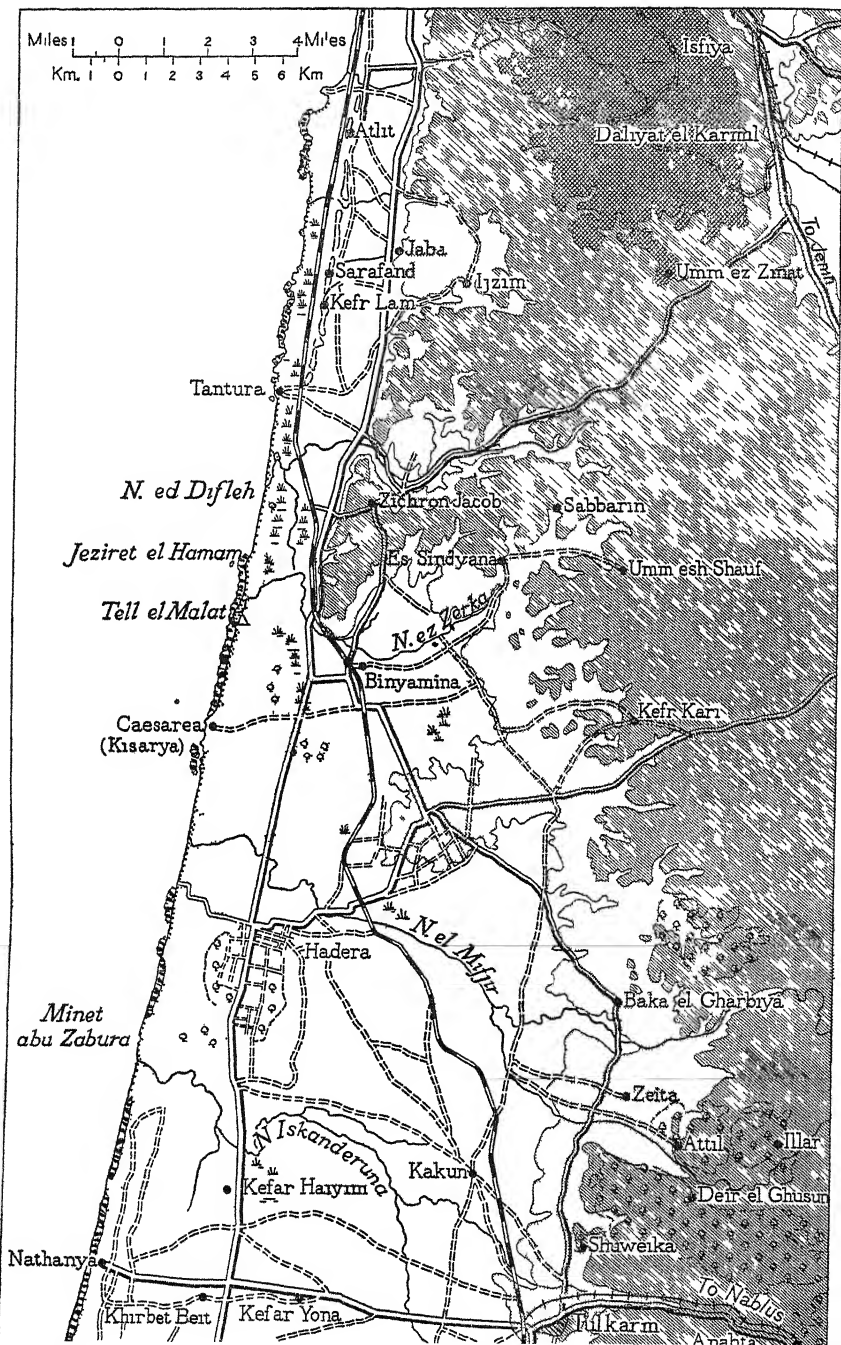 Miles 1 0 2 4 Miles
Km. 1 0 1 2 3 4 5 6 Km
Isfiya
Atlit
Daliyat el Karmil
To Jenin
Jaba
Sarafand
Ijzim
Umm ez Zinat
Kefr Lam
Tantura
N. ed Difleh
Zichron Jacob
Sabbarin
Jeziret el Hamam
Es Sindyana
Umm esh Shauf
Tell el Malat
N. ez Zerka
Binyamina
Caesarea
(Kisarya)
Kefr Kari
Hadera
N el Mifjir
Baka el Gharbiya
Minet
abu Zabura
Zeita
N Iskanderuna
Attil
Illar
Kakun
Kefar Haiyim
Deir el Ghusun
Shuweika
Nathanya
To Nablus
Khirbet Beit
Kefar Yona
Tulkarm
Anabta